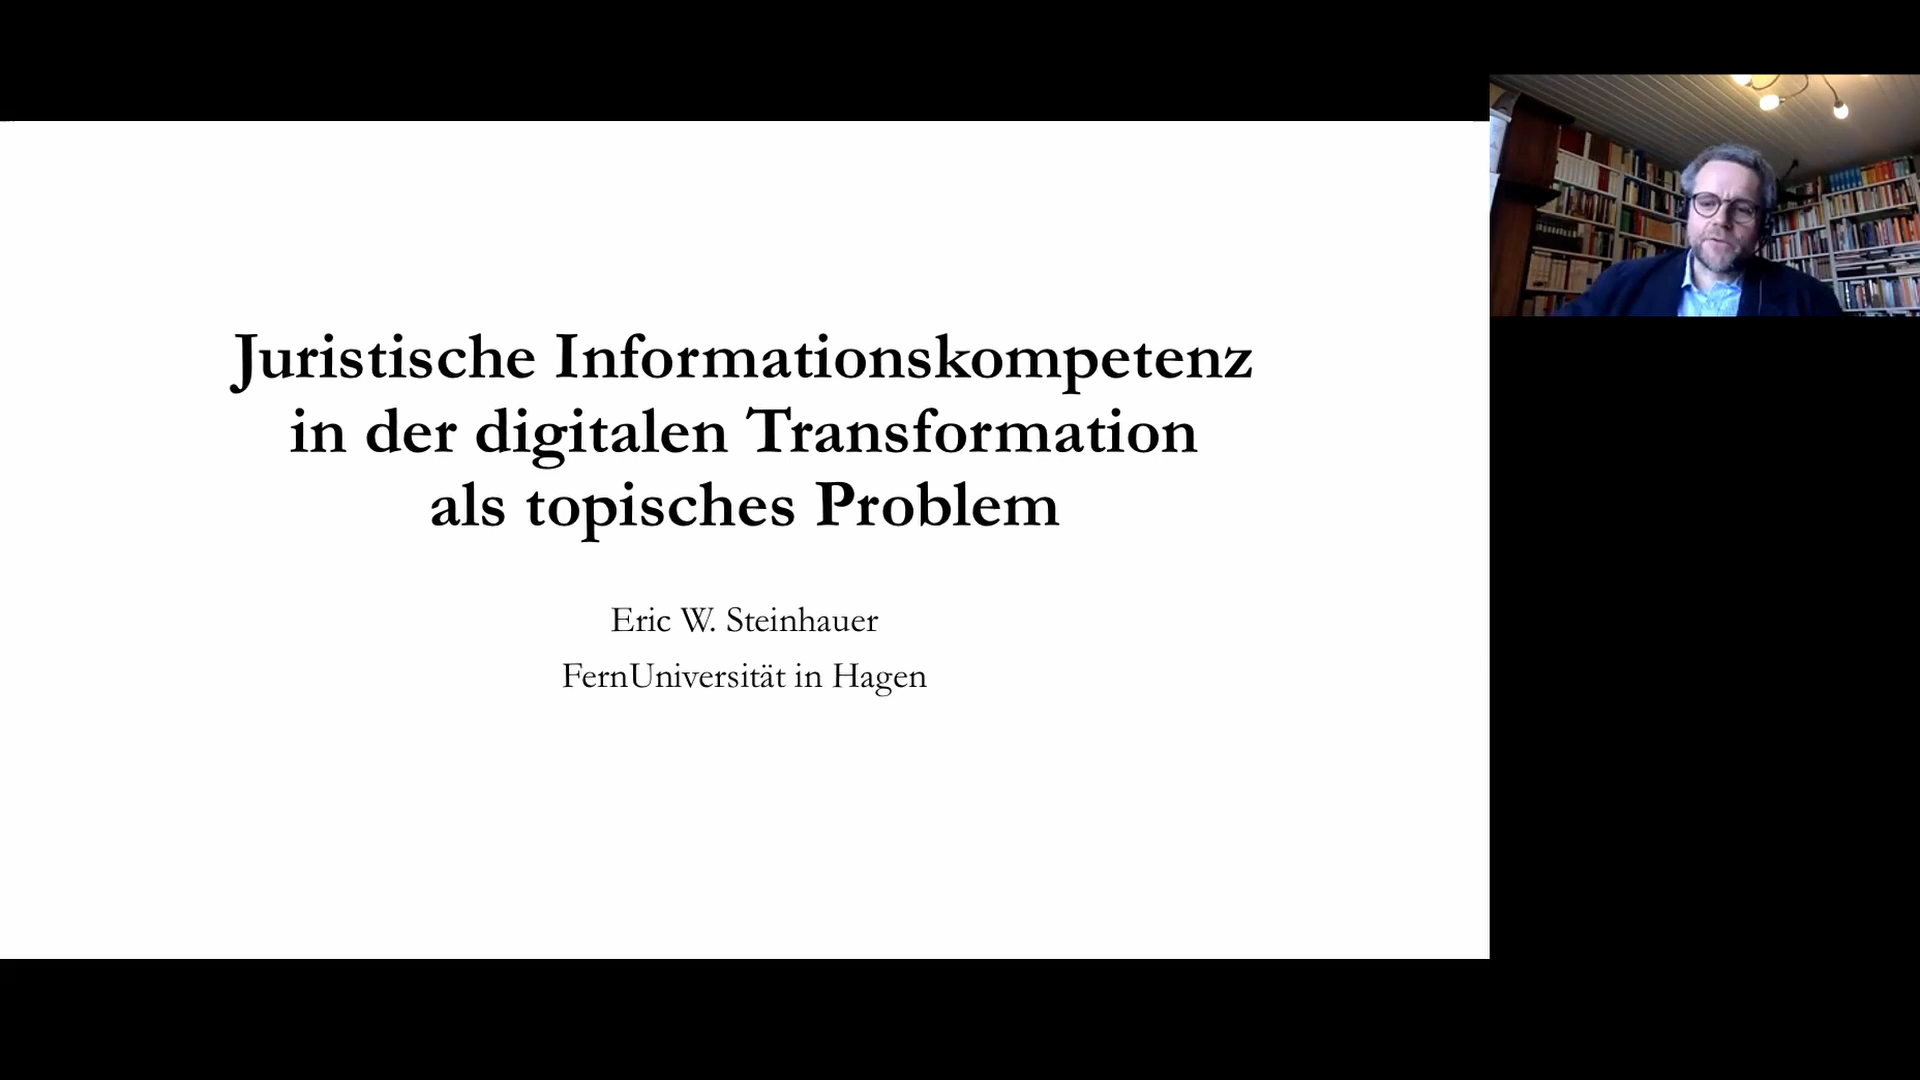 Juristische Informationskompetenz
in der digitalen Transformation
als topisches Problem
Eric W. Steinhauer
FernUniversität in Hagen